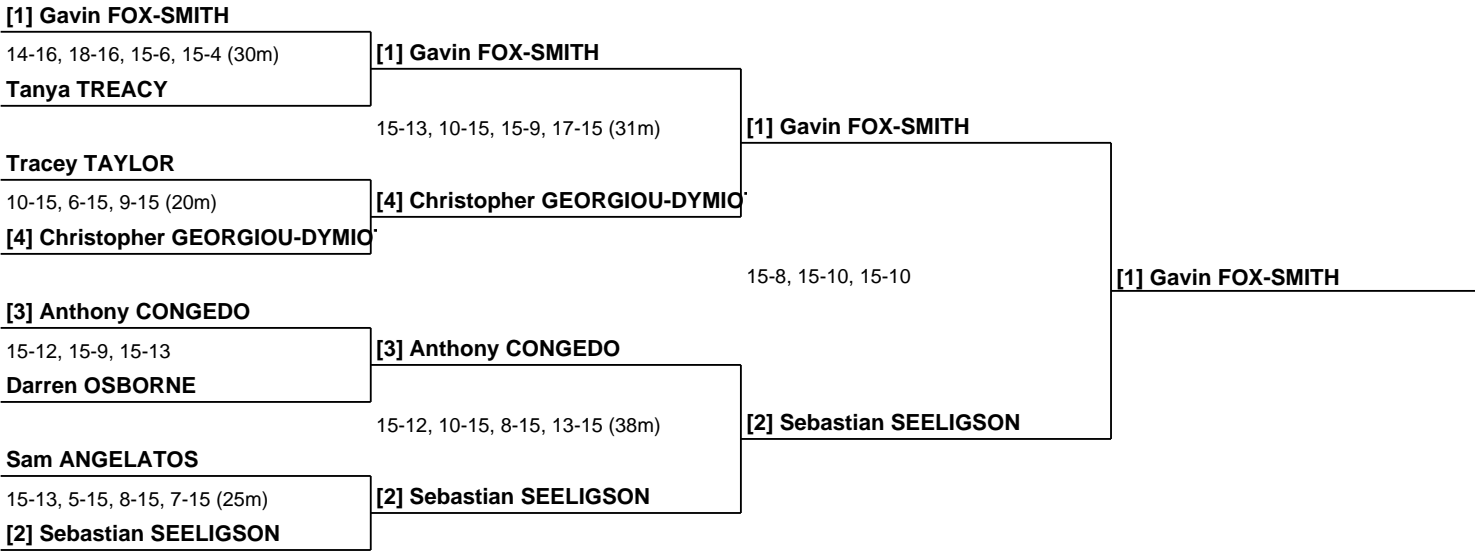 [1] Gavin FOX-SMITH
14-16, 18-16, 15-6, 15-4 (30m)
Tanya TREACY
[1] Gavin FOX-SMITH
15-13, 10-15, 15-9, 17-15 (31m)
[1] Gavin FOX-SMITH
Tracey TAYLOR
10-15, 6-15, 9-15 (20m)
[4] Christopher GEORGIOU-DYMIO
[4] Christopher GEORGIOU-DYMIO
15-8, 15-10, 15-10
[1] Gavin FOX-SMITH
[3] Anthony CONGEDO
15-12, 15-9, 15-13
Darren OSBORNE
[3] Anthony CONGEDO
15-12, 10-15, 8-15, 13-15 (38m)
[2] Sebastian SEELIGSON
Sam ANGELATOS
15-13, 5-15, 8-15, 7-15 (25m)
[2] Sebastian SEELIGSON
[2] Sebastian SEELIGSON